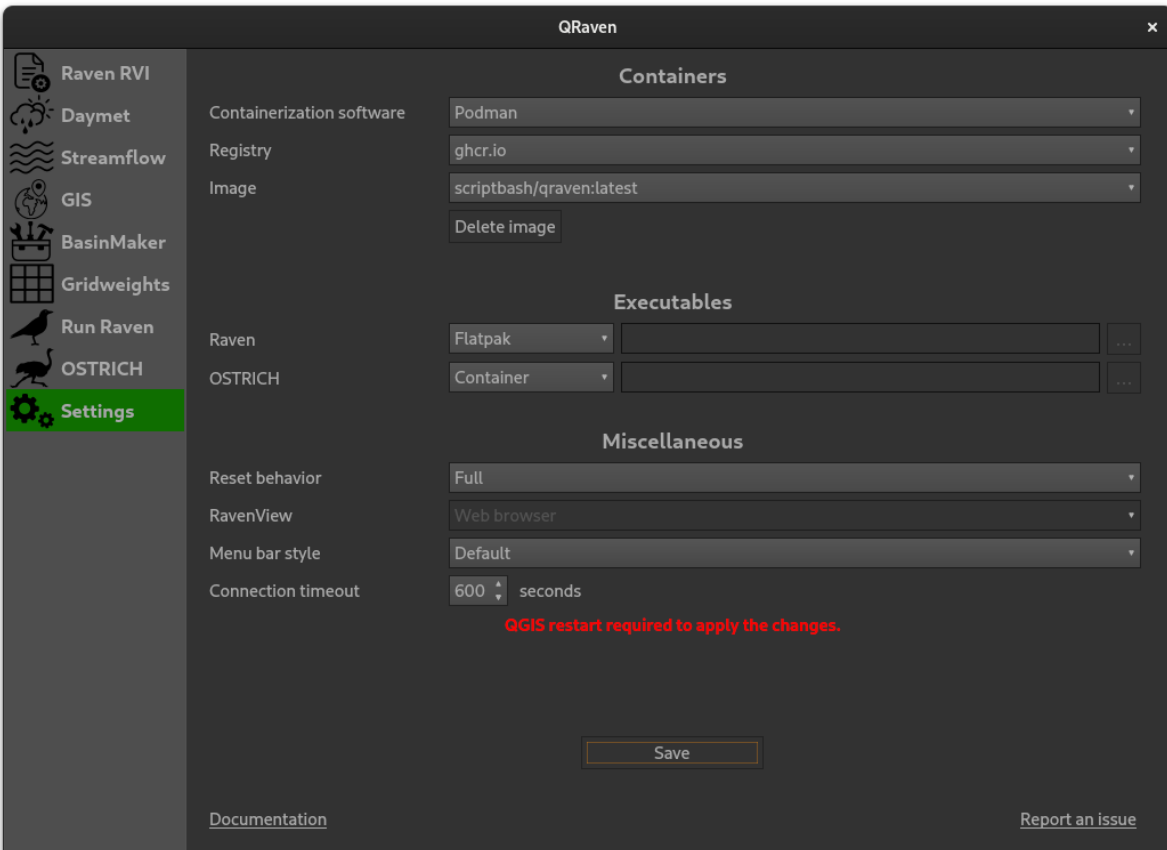 QRaven
×
Raven RVI
Daymet
Streamflow
GIS
BasinMaker
Gridweights
Run Raven
OSTRICH
Settings
Containers
Containerization software Podman
Registry ghcr.io
Image scriptbash/qraven:latest
Delete image
Executables
Raven Flatpak ...
OSTRICH Container ...
Miscellaneous
Reset behavior Full
RavenView Web browser
Menu bar style Default
Connection timeout 600 seconds
QGIS restart required to apply the changes.
Save
Documentation Report an issue